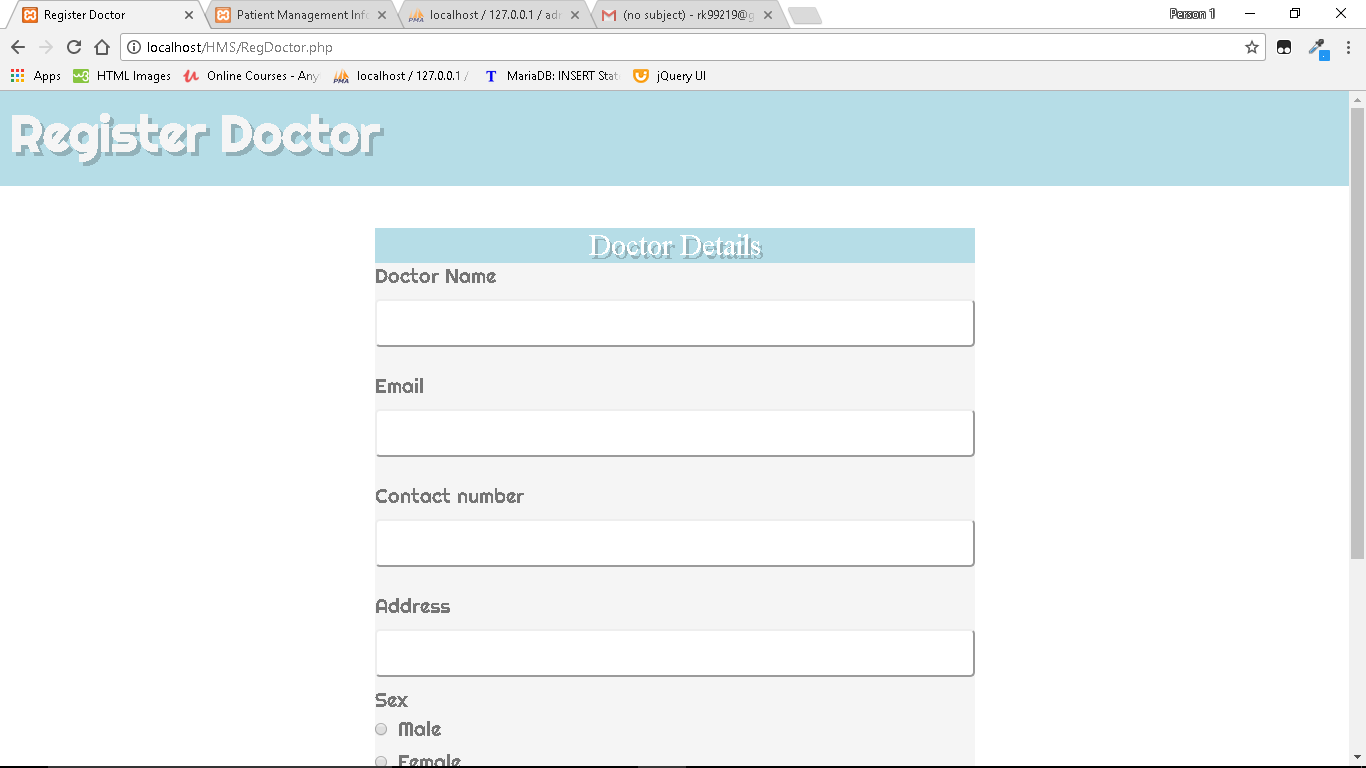 Register Doctor
Patient Management Inf
localhost / 127.0.0.1 / adr
(no subject) - rk99219@g
Person 1
localhost/HMS/RegDoctor.php
Apps
HTML Images
Online Courses - Any
localhost / 127.0.0.1 /
MariaDB: INSERT Stat
jQuery UI
Register Doctor
Doctor Details
Doctor Name
Email
Contact number
Address
Sex
Male
Female